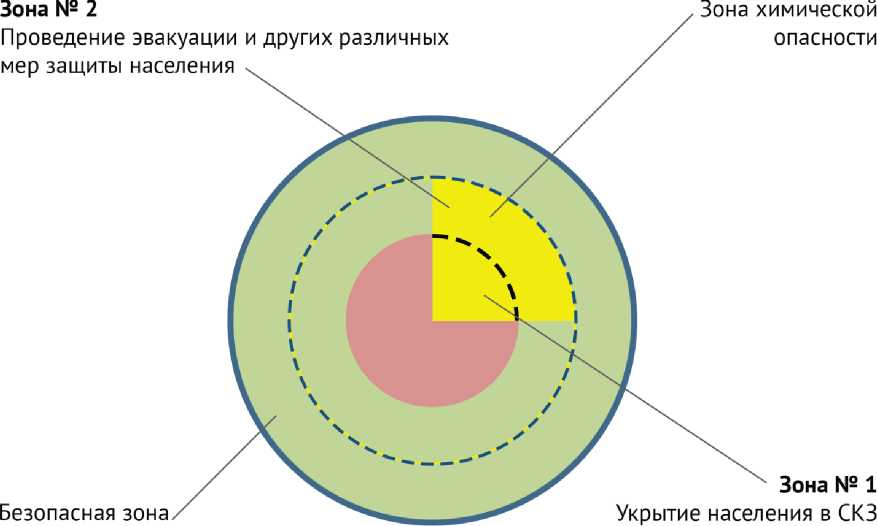 Зона № 2
Проведение эвакуации и других различных
мер защиты населения
Зона химической
опасности
Безопасная зона
Зона № 1
Укрытие населения в СКЗ